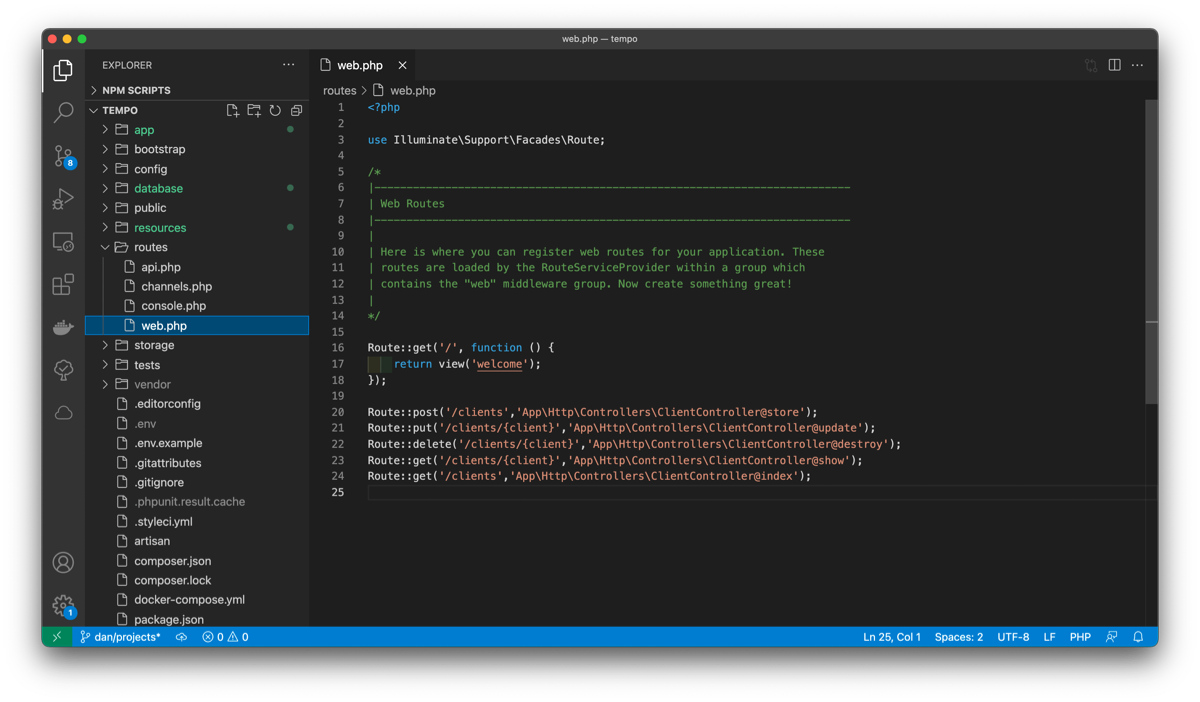 web.php — tempo
EXPLORER
NPM SCRIPTS
TEMPO
app
bootstrap
config
database
public
resources
routes
api.php
channels.php
console.php
web.php
storage
tests
vendor
.editorconfig
.env
.env.example
.gitattributes
.gitignore
.phpunit.result.cache
.styleci.yml
artisan
composer.json
composer.lock
docker-compose.yml
package.json
8
1
web.php
routes > web.php
1 <?php
2
3 use Illuminate\Support\Facades\Route;
4
5 /*
6 |--------------------------------------------------------------------------
7 | Web Routes
8 |--------------------------------------------------------------------------
9 |
10 | Here is where you can register web routes for your application. These
11 | routes are loaded by the RouteServiceProvider within a group which
12 | contains the "web" middleware group. Now create something great!
13 |
14 */
15
16 Route::get('/', function () {
17     return view('welcome');
18 });
19
20 Route::post('/clients','App\Http\Controllers\ClientController@store');
21 Route::put('/clients/{client}','App\Http\Controllers\ClientController@update');
22 Route::delete('/clients/{client}','App\Http\Controllers\ClientController@destroy');
23 Route::get('/clients/{client}','App\Http\Controllers\ClientController@show');
24 Route::get('/clients','App\Http\Controllers\ClientController@index');
25
dan/projects* 0 0 Ln 25, Col 1 Spaces: 2 UTF-8 LF PHP